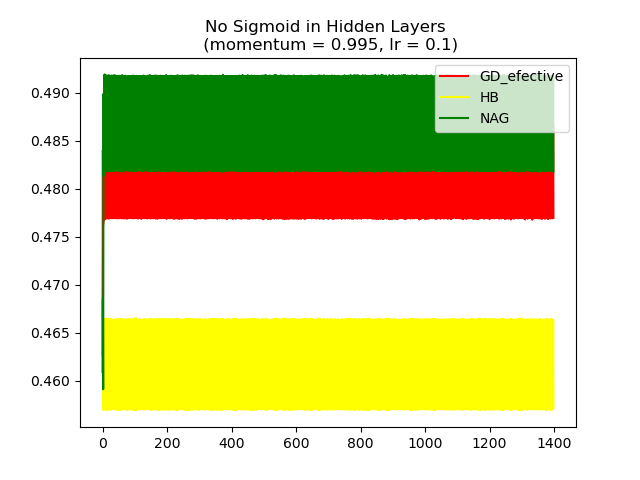 No Sigmoid in Hidden Layers
(momentum = 0.995, lr = 0.1)
GD_efective
HB
NAG
0.490
0.485
0.480
0.475
0.470
0.465
0.460
0 200 400 600 800 1000 1200 1400